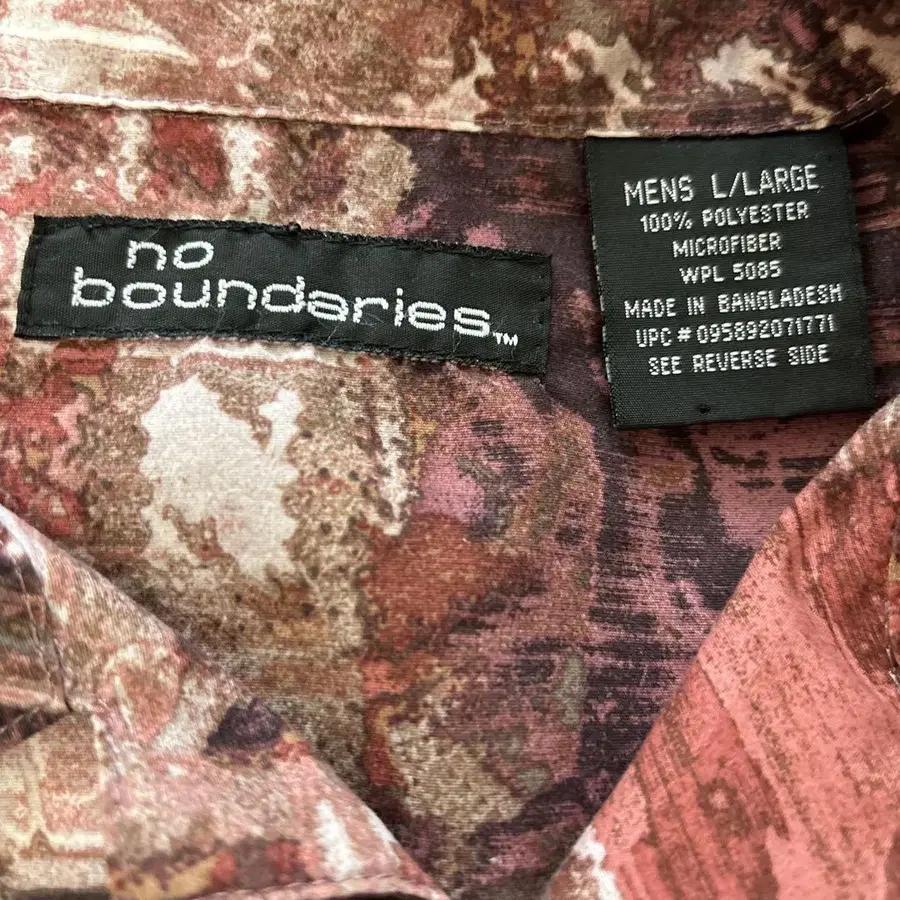 no
boundaries™
MENS L/LARGE
100% POLYESTER
MICROFIBER
WPL 5085
MADE IN BANGLADESH
UPC # 095892071771
SEE REVERSE SIDE